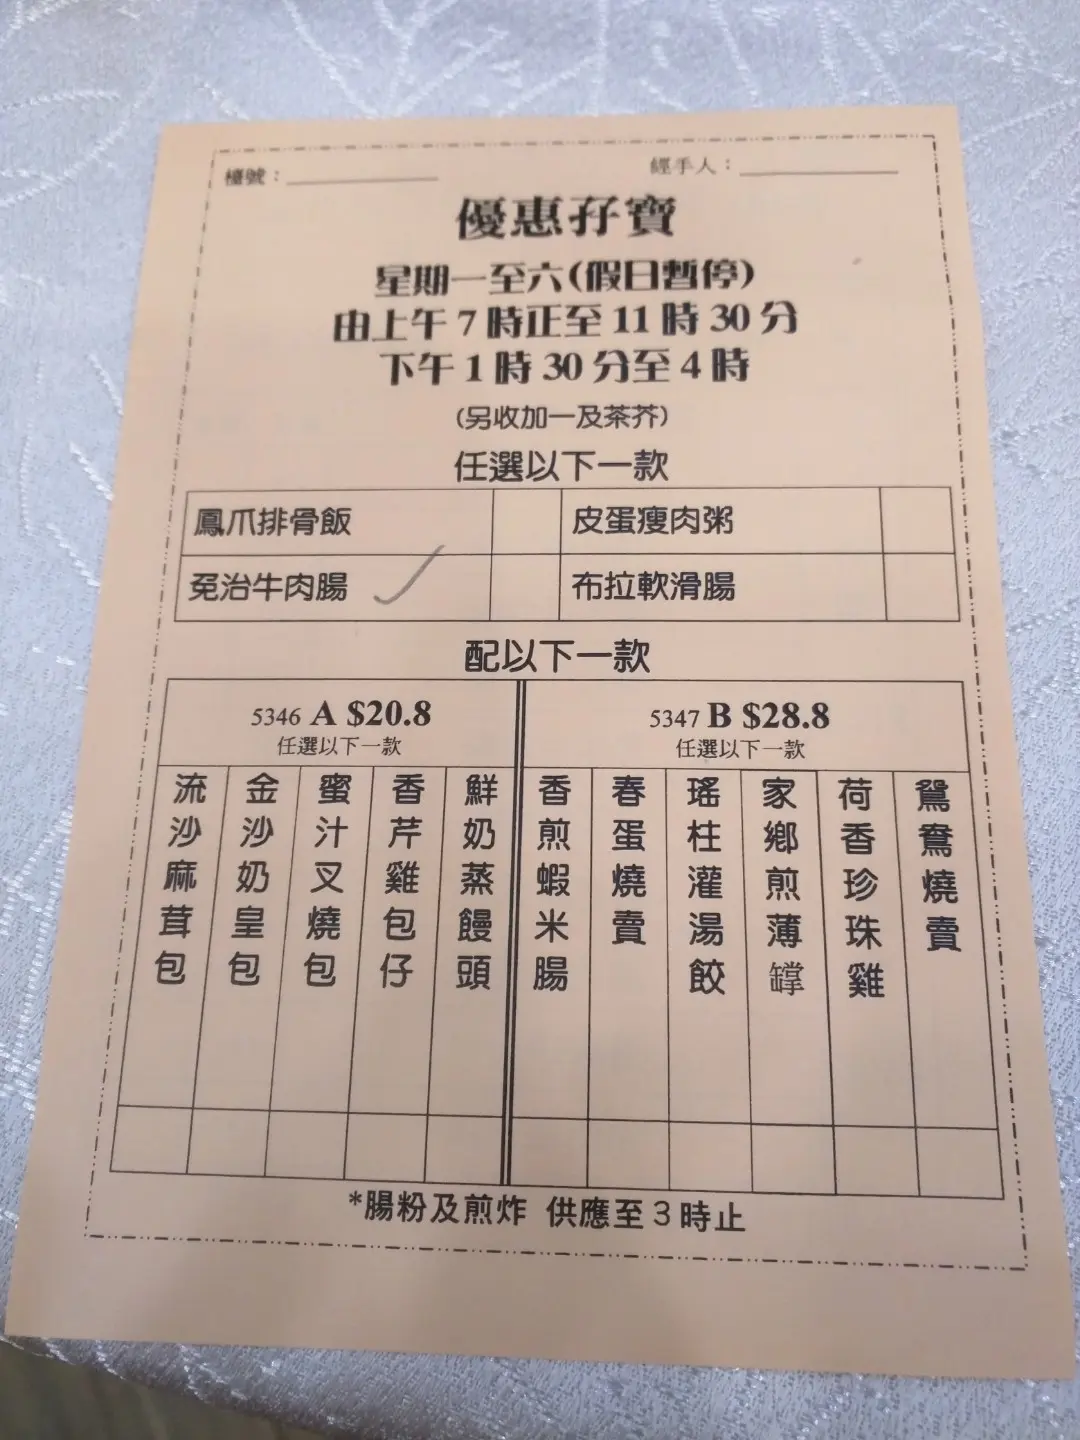 檯號：
經手人：
優惠孖寶
星期一至六(假日暫停)
由上午7時正至11時30分
下午1時30分至4時
(另收加一及茶芥)
任選以下一款
鳳爪排骨飯
皮蛋瘦肉粥
免治牛肉腸
布拉軟滑腸
配以下一款
5346 A $20.8
任選以下一款
5347 B $28.8
任選以下一款
流沙麻茸包
金沙奶皇包
蜜汁叉燒包
香芹雞包仔
鮮奶蒸饅頭
香煎蝦米腸
春蛋燒賣
瑤柱灌湯餃
家鄉煎薄罉
荷香珍珠雞
鴛鴦燒賣
*腸粉及煎炸 供應至3時止